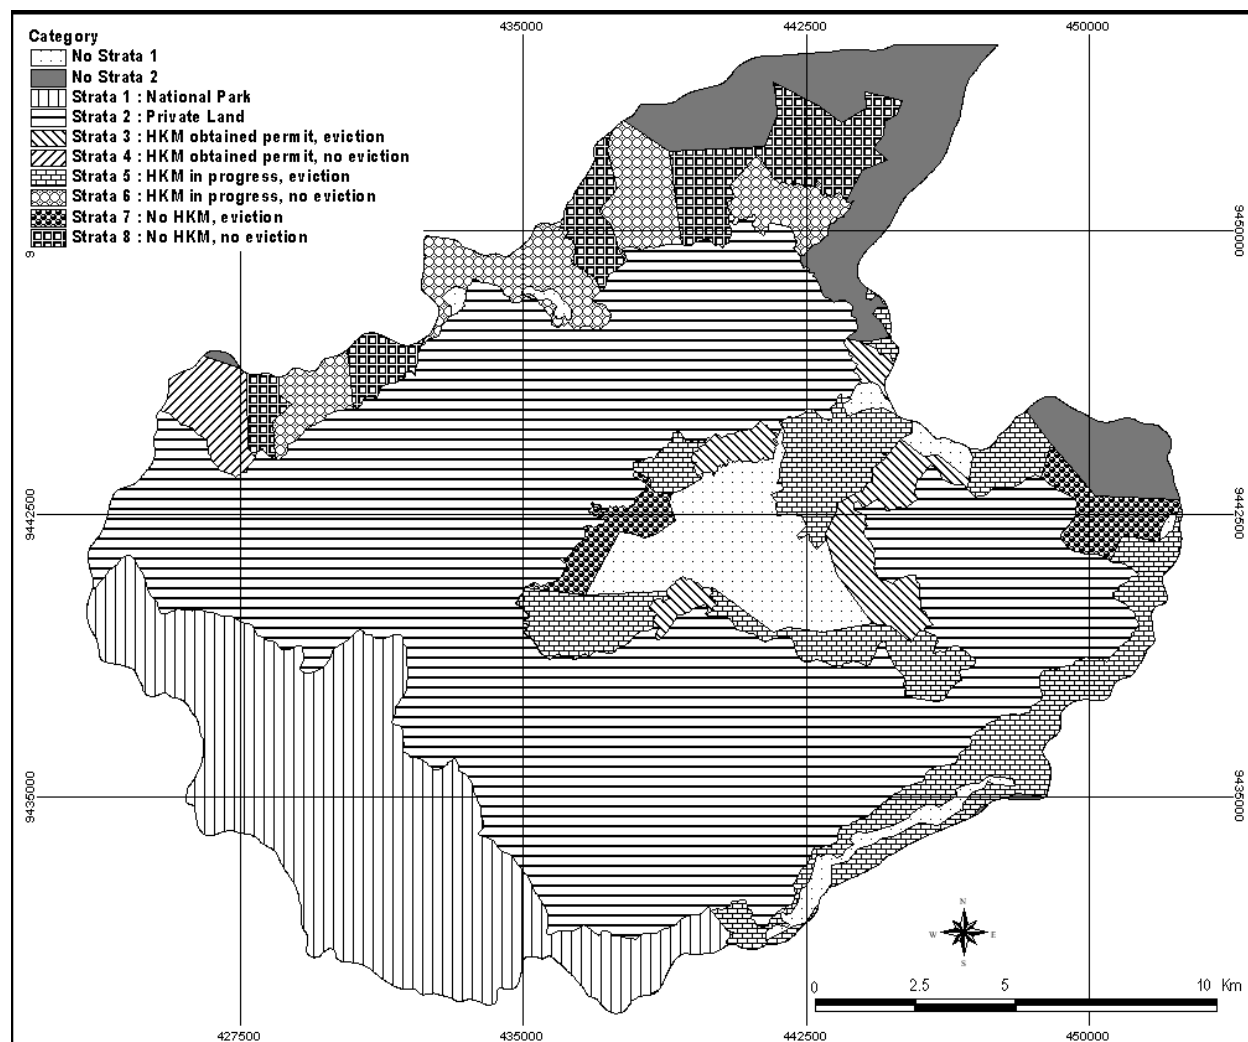 435000 442500 450000
Category
No Strata 1
No Strata 2
Strata 1 : National Park
Strata 2 : Private Land
Strata 3 : HKM obtained permit, eviction
Strata 4 : HKM obtained permit, no eviction
Strata 5 : HKM in progress, eviction
Strata 6 : HKM in progress, no eviction
Strata 7 : No HKM, eviction
Strata 8 : No HKM, no eviction
9
9450000
9442500 9442500
9435000 9435000
N
W E
S
0 2.5 5 10 Km
427500 435000 442500 450000